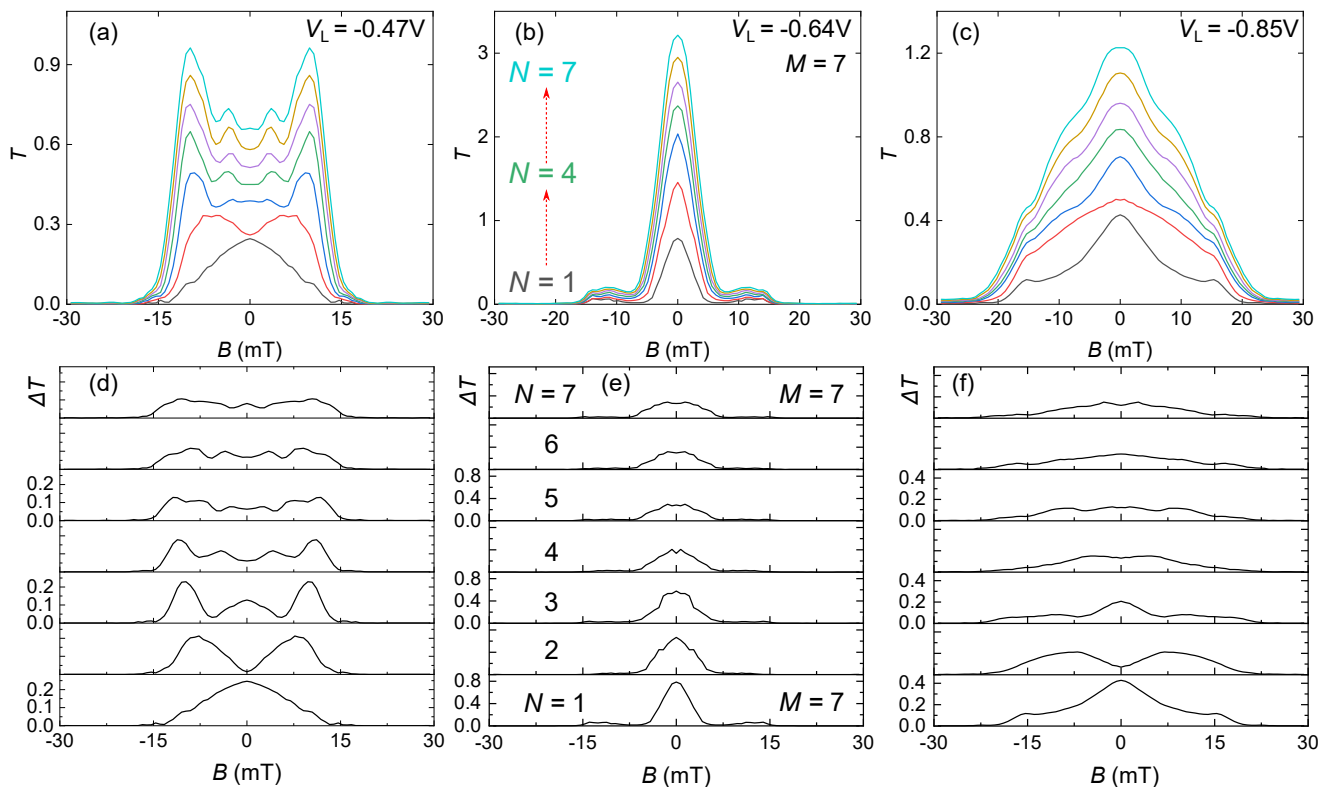 (a) V_L = -0.47V
0.9
0.6
0.3
0.0
T
-30 -15 0 15 30
B (mT)
(b) V_L = -0.64V
M = 7
N = 7
N = 4
N = 1
3
2
1
0
T
-30 -20 -10 0 10 20 30
B (mT)
(c) V_L = -0.85V
1.2
0.8
0.4
0.0
T
-30 -20 -10 0 10 20 30
B (mT)
(d)
ΔT
0.2
0.1
0.0
0.2
0.1
0.0
0.2
0.0
-30 -15 0 15 30
B (mT)
N = 7 (e) M = 7
ΔT
6
5
4
3
2
N = 1 M = 7
0.8
0.4
0.0
0.8
0.4
0.0
0.8
0.4
0.0
-30 -15 0 15 30
B (mT)
(f)
ΔT
0.4
0.2
0.0
0.4
0.2
0.0
0.4
0.2
0.0
-30 -15 0 15 30
B (mT)